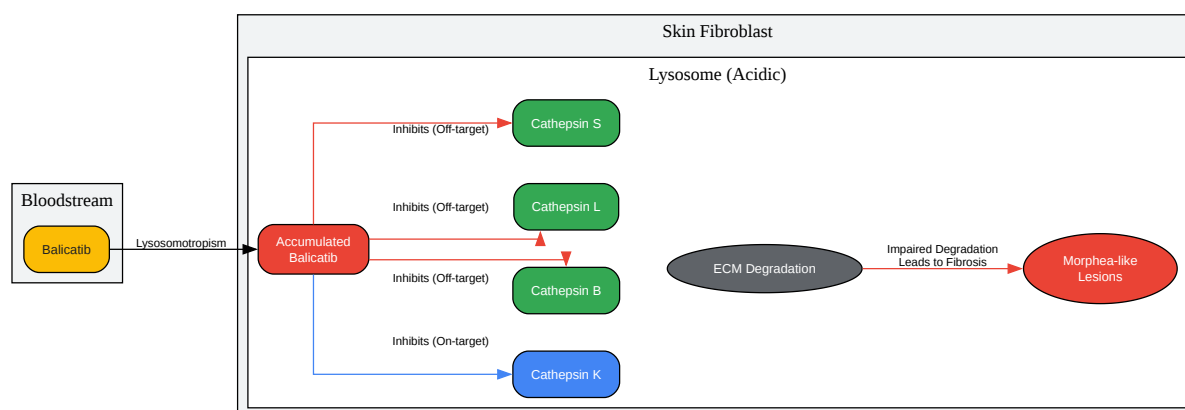 Skin Fibroblast
Lysosome (Acidic)
Inhibits (Off-target)
Cathepsin S
Bloodstream
Balicatib
Lysosomotropism
Accumulated
Balicatib
Inhibits (Off-target)
Cathepsin L
Inhibits (Off-target)
Cathepsin B
Inhibits (On-target)
Cathepsin K
ECM Degradation
Impaired Degradation
Leads to Fibrosis
Morphea-like
Lesions